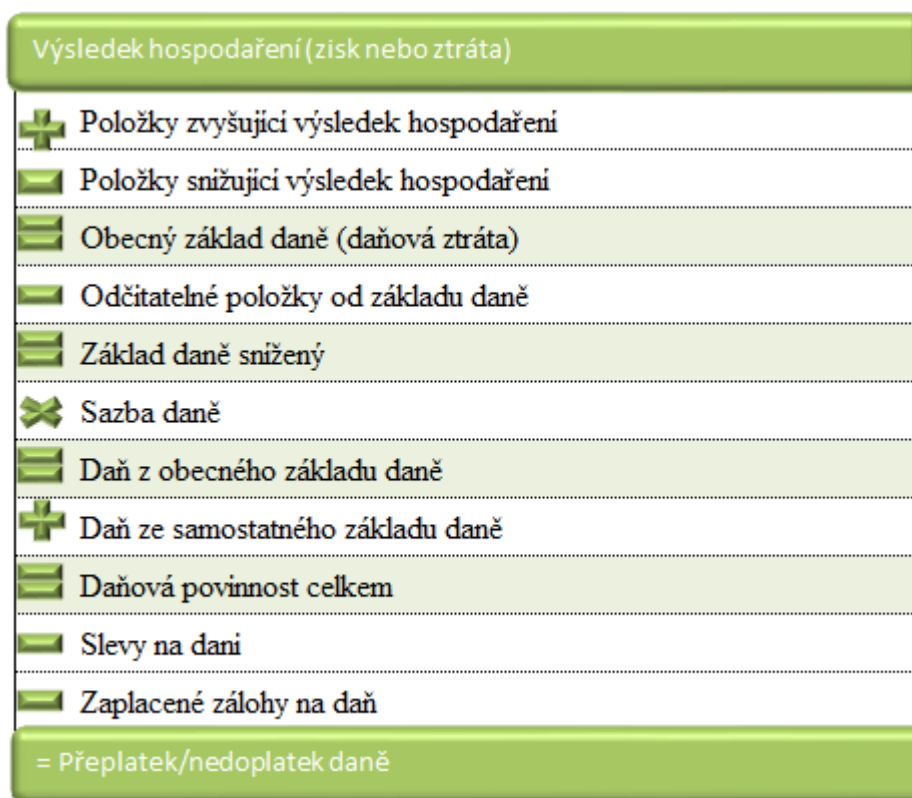 Výsledek hospodaření (zisk nebo ztráta)
Položky zvyšující výsledek hospodaření
Položky snižující výsledek hospodaření
Obecný základ daně (daňová ztráta)
Odčitatelné položky od základu daně
Základ daně snížený
Sazba daně
Daň z obecného základu daně
Daň ze samostatného základu daně
Daňová povinnost celkem
Slevy na dani
Zaplacené zálohy na daň
= Přeplatek/nedoplatek daně